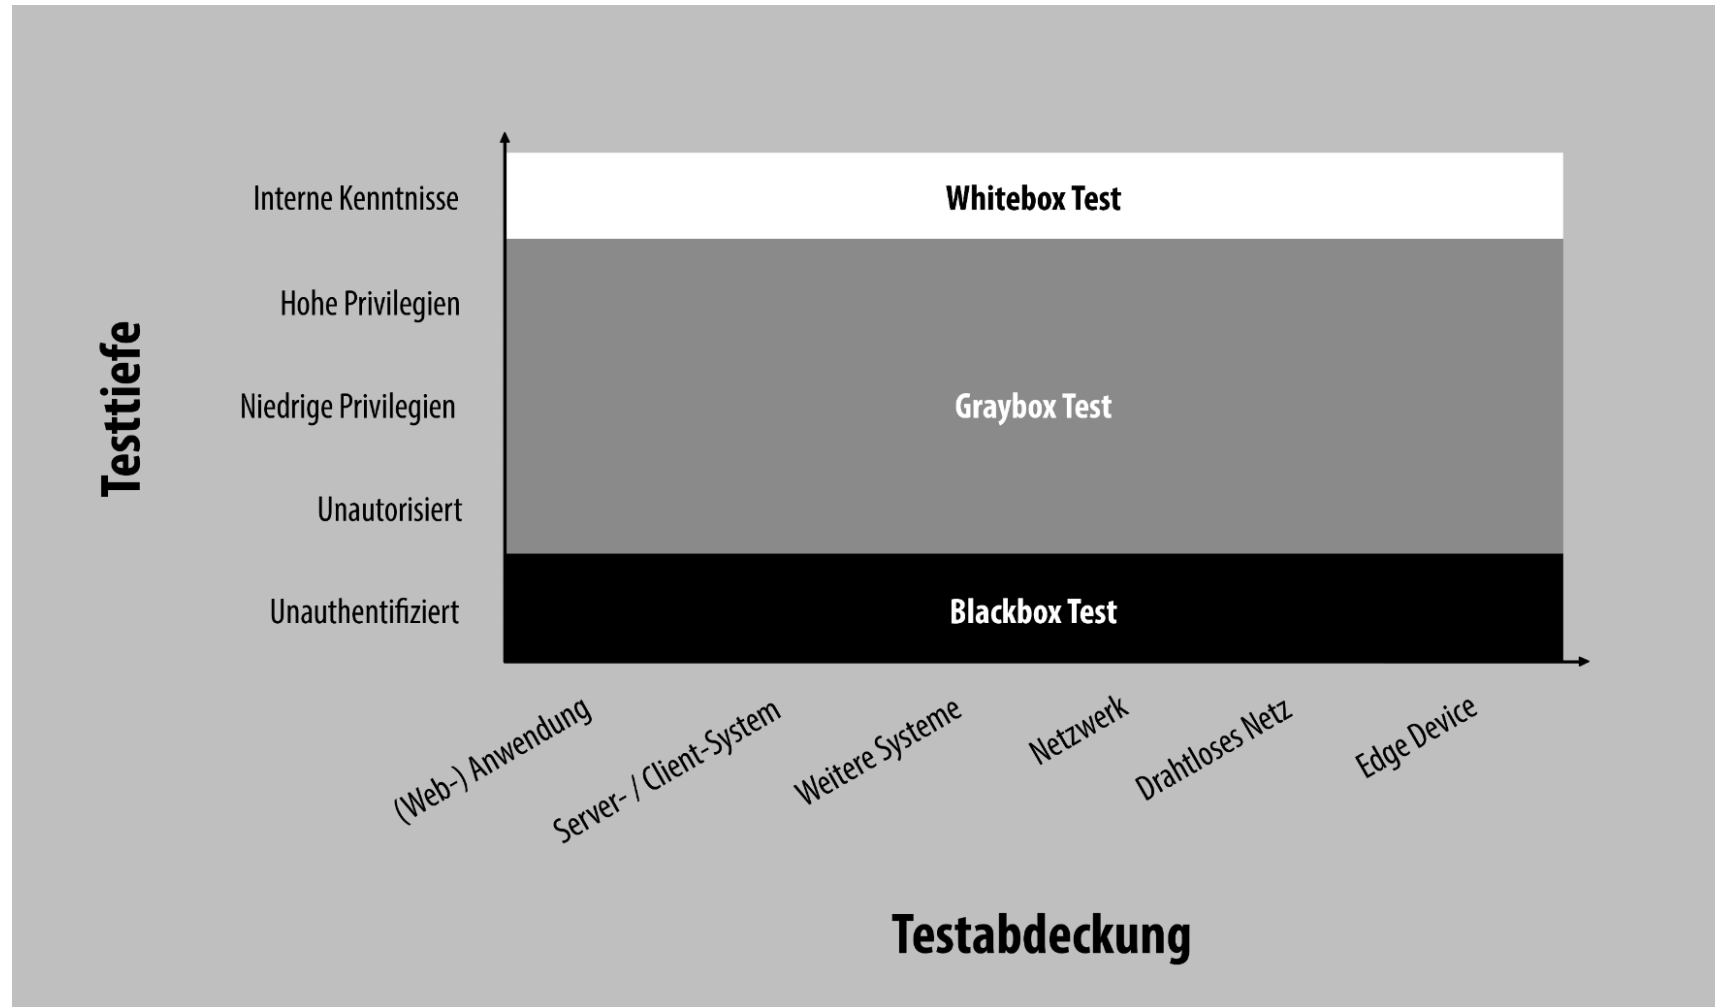 Interne Kenntnisse
Whitebox Test
Hohe Privilegien
Testtiefe
Niedrige Privilegien
Graybox Test
Unautorisiert
Unauthentifiziert
Blackbox Test
(Web-) Anwendung
Server- / Client-System
Weitere Systeme
Netzwerk
Drahtloses Netz
Edge Device
Testabdeckung